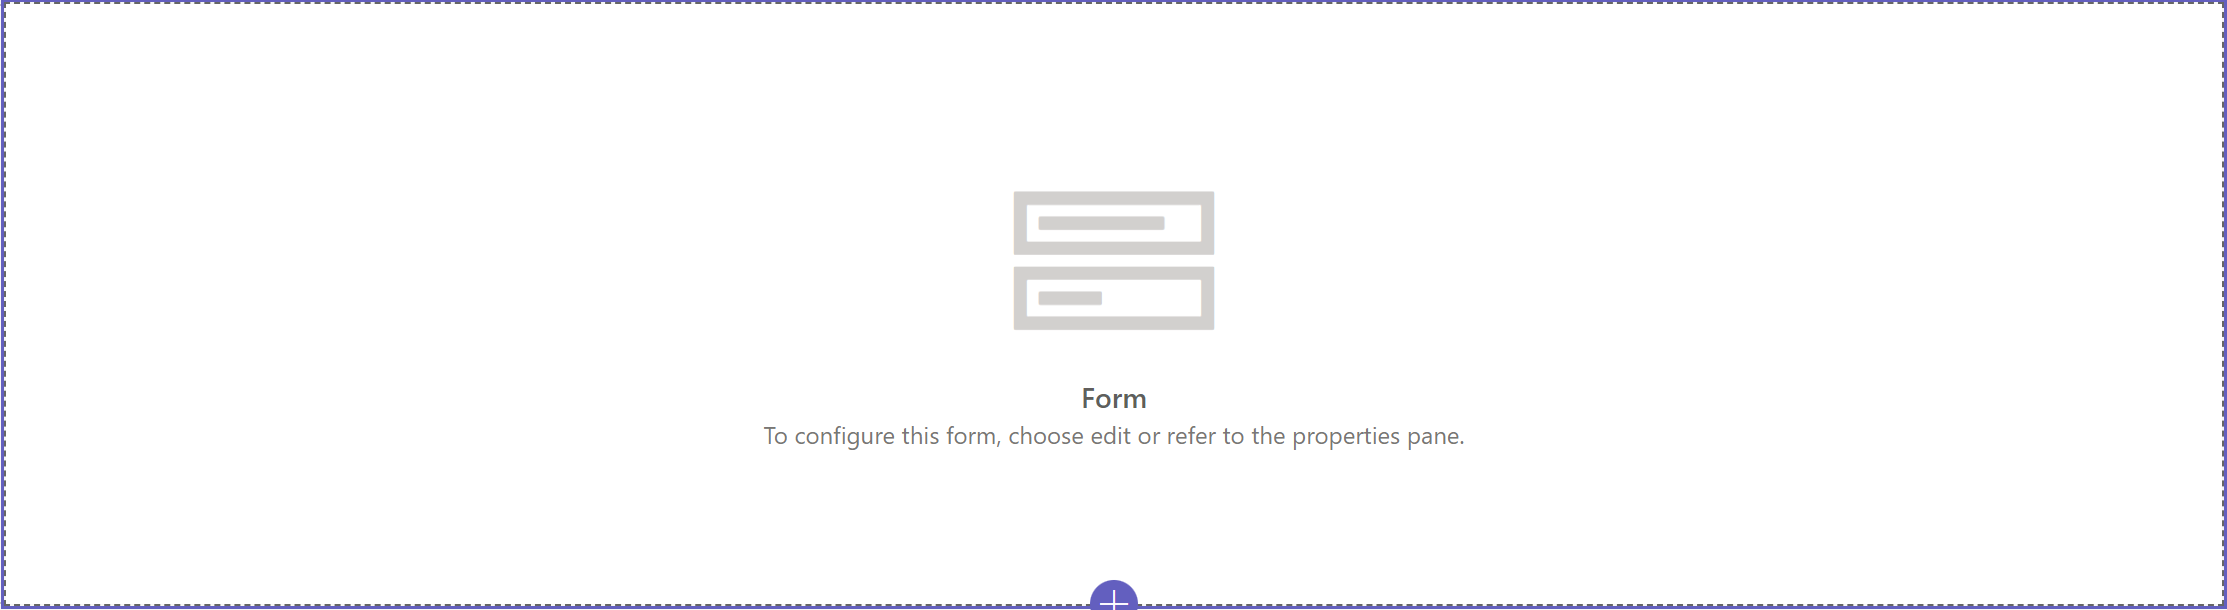 Form
To configure this form, choose edit or refer to the properties pane.